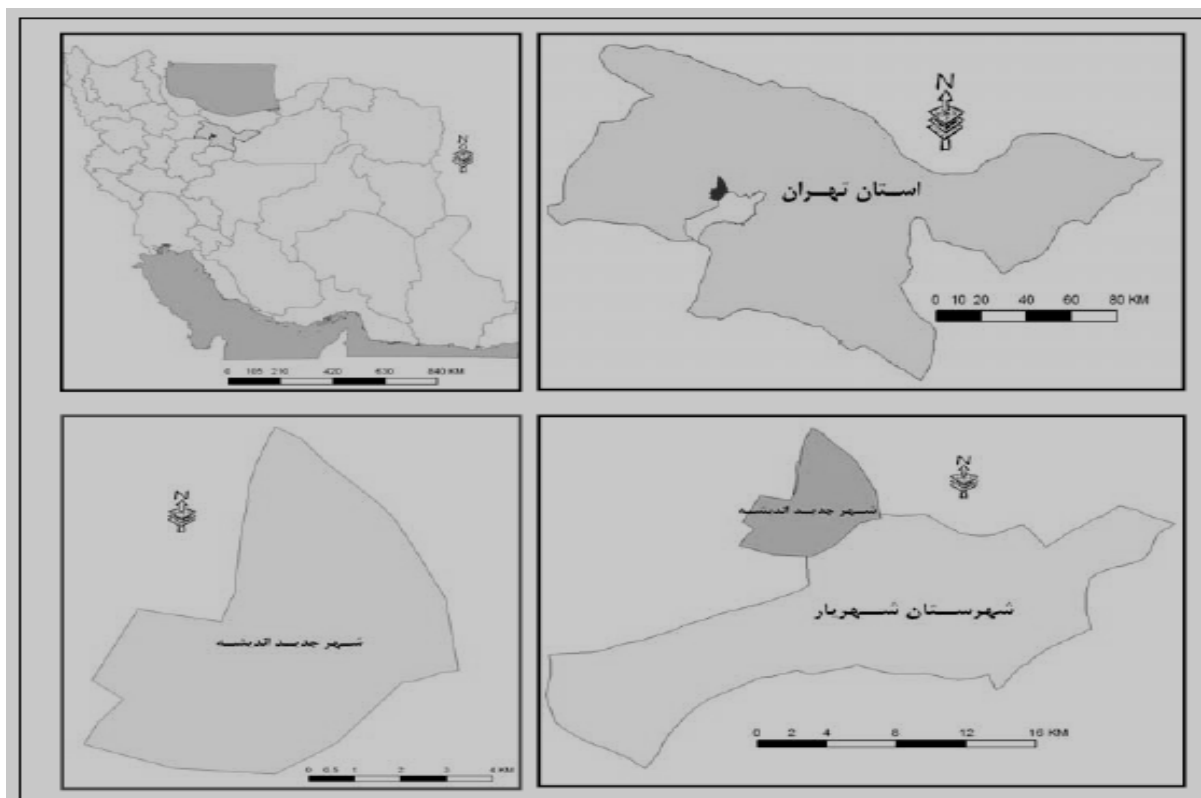 N
0 105 210 420 630 840 KM
N
استان تهران
0 10 20 40 60 80 KM
N
شهر جدید اندیشه
0 0.5 1 2 3 4 KM
N
شهر جدید اندیشه
شهرستان شهریار
0 2 4 8 12 16 KM